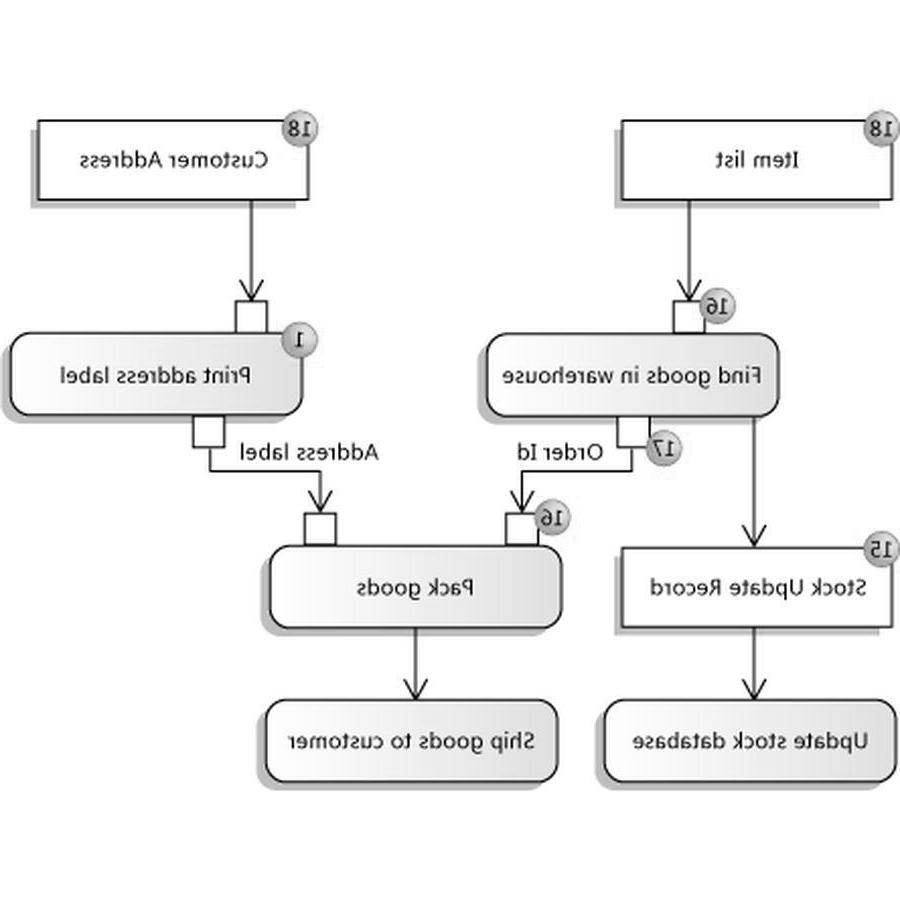 18
Item list
18
Customer Address
16
1
Find goods in warehouse
Print address label
17
Order Id
Address label
16
15
Stock Update Record
Pack goods
Update stock database
Ship goods to customer